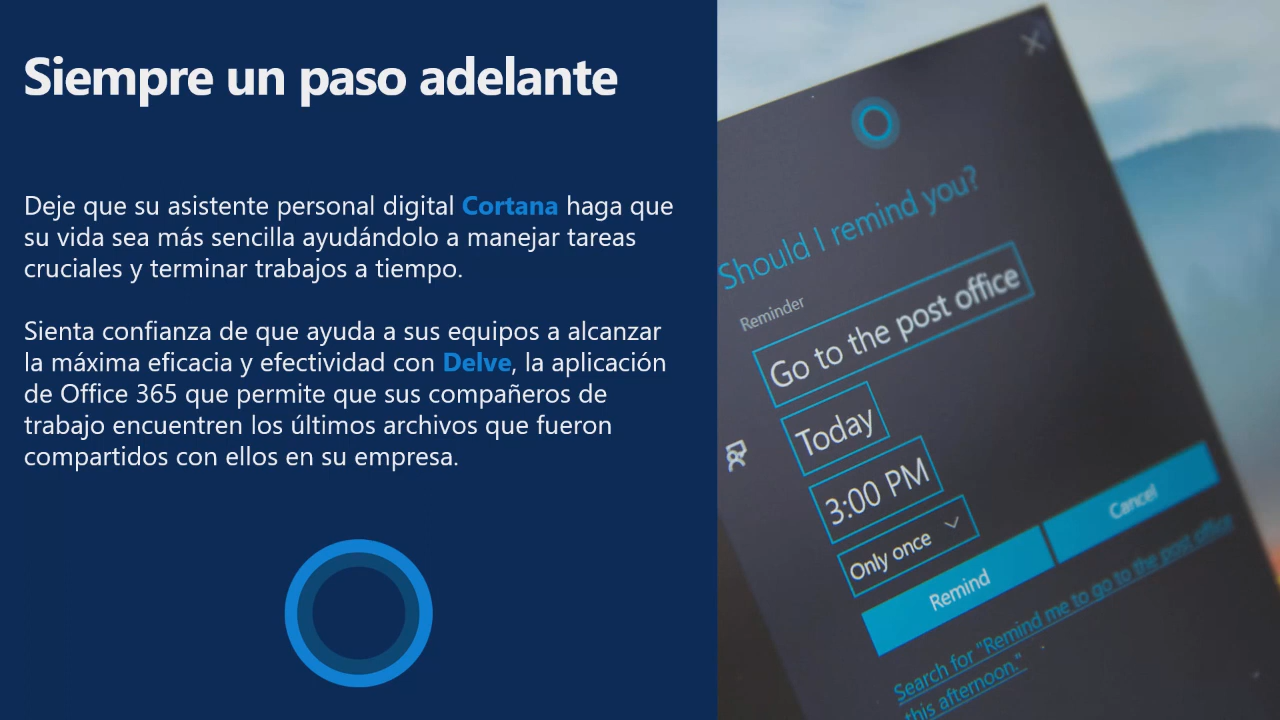 Siempre un paso adelante
Deje que su asistente personal digital Cortana haga que
su vida sea más sencilla ayudándolo a manejar tareas
cruciales y terminar trabajos a tiempo.
Sienta confianza de que ayuda a sus equipos a alcanzar
la máxima eficacia y efectividad con Delve, la aplicación
de Office 365 que permite que sus compañeros de
trabajo encuentren los últimos archivos que fueron
compartidos con ellos en su empresa.
Should I remind you?
Reminder
Go to the post office
Today
3:00 PM
Only once
Remind
Cancel
Search for "Remind me to go to the post office
this afternoon."